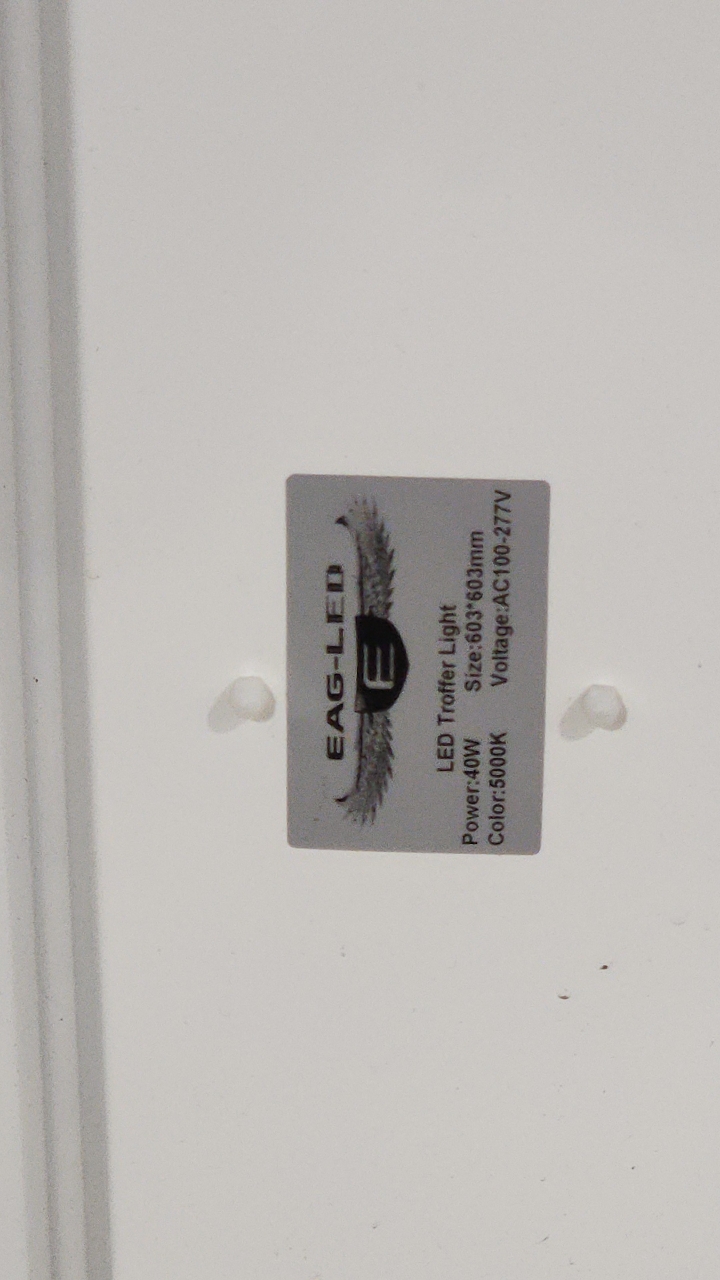 EAG-LED
E
LED Troffer Light
Power:40W Size:603*603mm
Color:5000K Voltage:AC100-277V